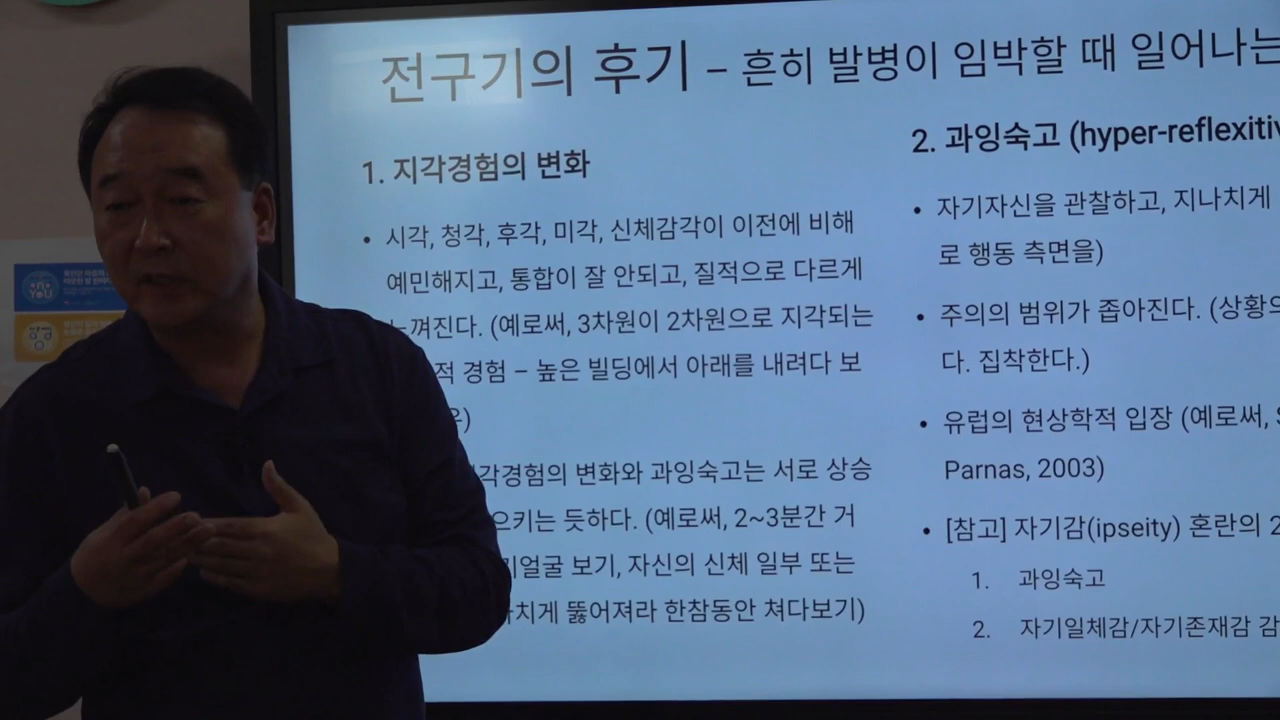 전구기의 후기 – 흔히 발병이 임박할 때 일어나는
1. 지각경험의 변화
• 시각, 청각, 후각, 미각, 신체감각이 이전에 비해
예민해지고, 통합이 잘 안되고, 질적으로 다르게
느껴진다. (예로써, 3차원이 2차원으로 지각되는
적 경험 – 높은 빌딩에서 아래를 내려다 보
우)
각경험의 변화와 과잉숙고는 서로 상승
으키는 듯하다. (예로써, 2~3분간 거
얼굴 보기, 자신의 신체 일부 또는
치게 뚫어져라 한참동안 쳐다보기)
2. 과잉숙고 (hyper-reflexitiv
• 자기자신을 관찰하고, 지나치게
로 행동 측면을)
• 주의의 범위가 좁아진다. (상황으
다. 집착한다.)
• 유럽의 현상학적 입장 (예로써, S
Parnas, 2003)
• [참고] 자기감(ipseity) 혼란의 2
1. 과잉숙고
2. 자기일체감/자기존재감 감